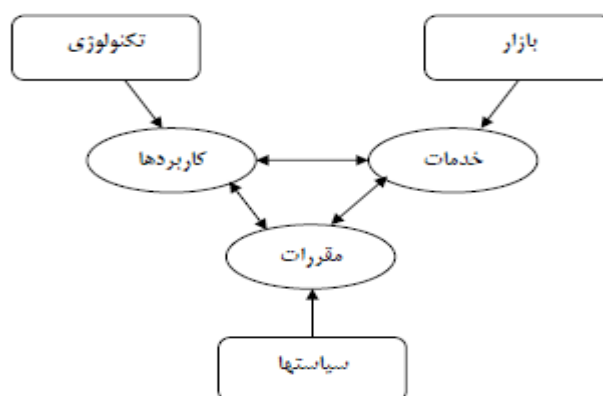 بازار
تکنولوژی
خدمات
کاربردها
مقررات
سیاستها